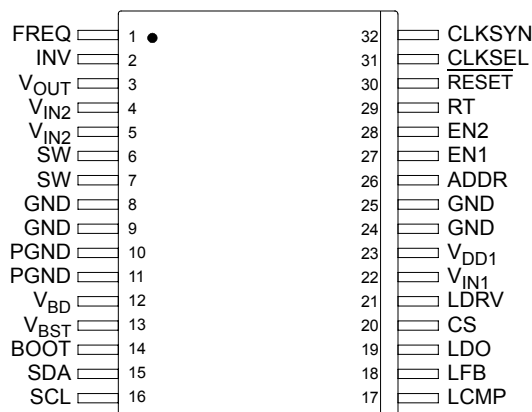 FREQ 1 32 CLKSYN
INV 2 31 CLKSEL
VOUT 3 30 RESET
VIN2 4 29 RT
VIN2 5 28 EN2
SW 6 27 EN1
SW 7 26 ADDR
GND 8 25 GND
GND 9 24 GND
PGND 10 23 VDD1
PGND 11 22 VIN1
VBD 12 21 LDRV
VBST 13 20 CS
BOOT 14 19 LDO
SDA 15 18 LFB
SCL 16 17 LCMP